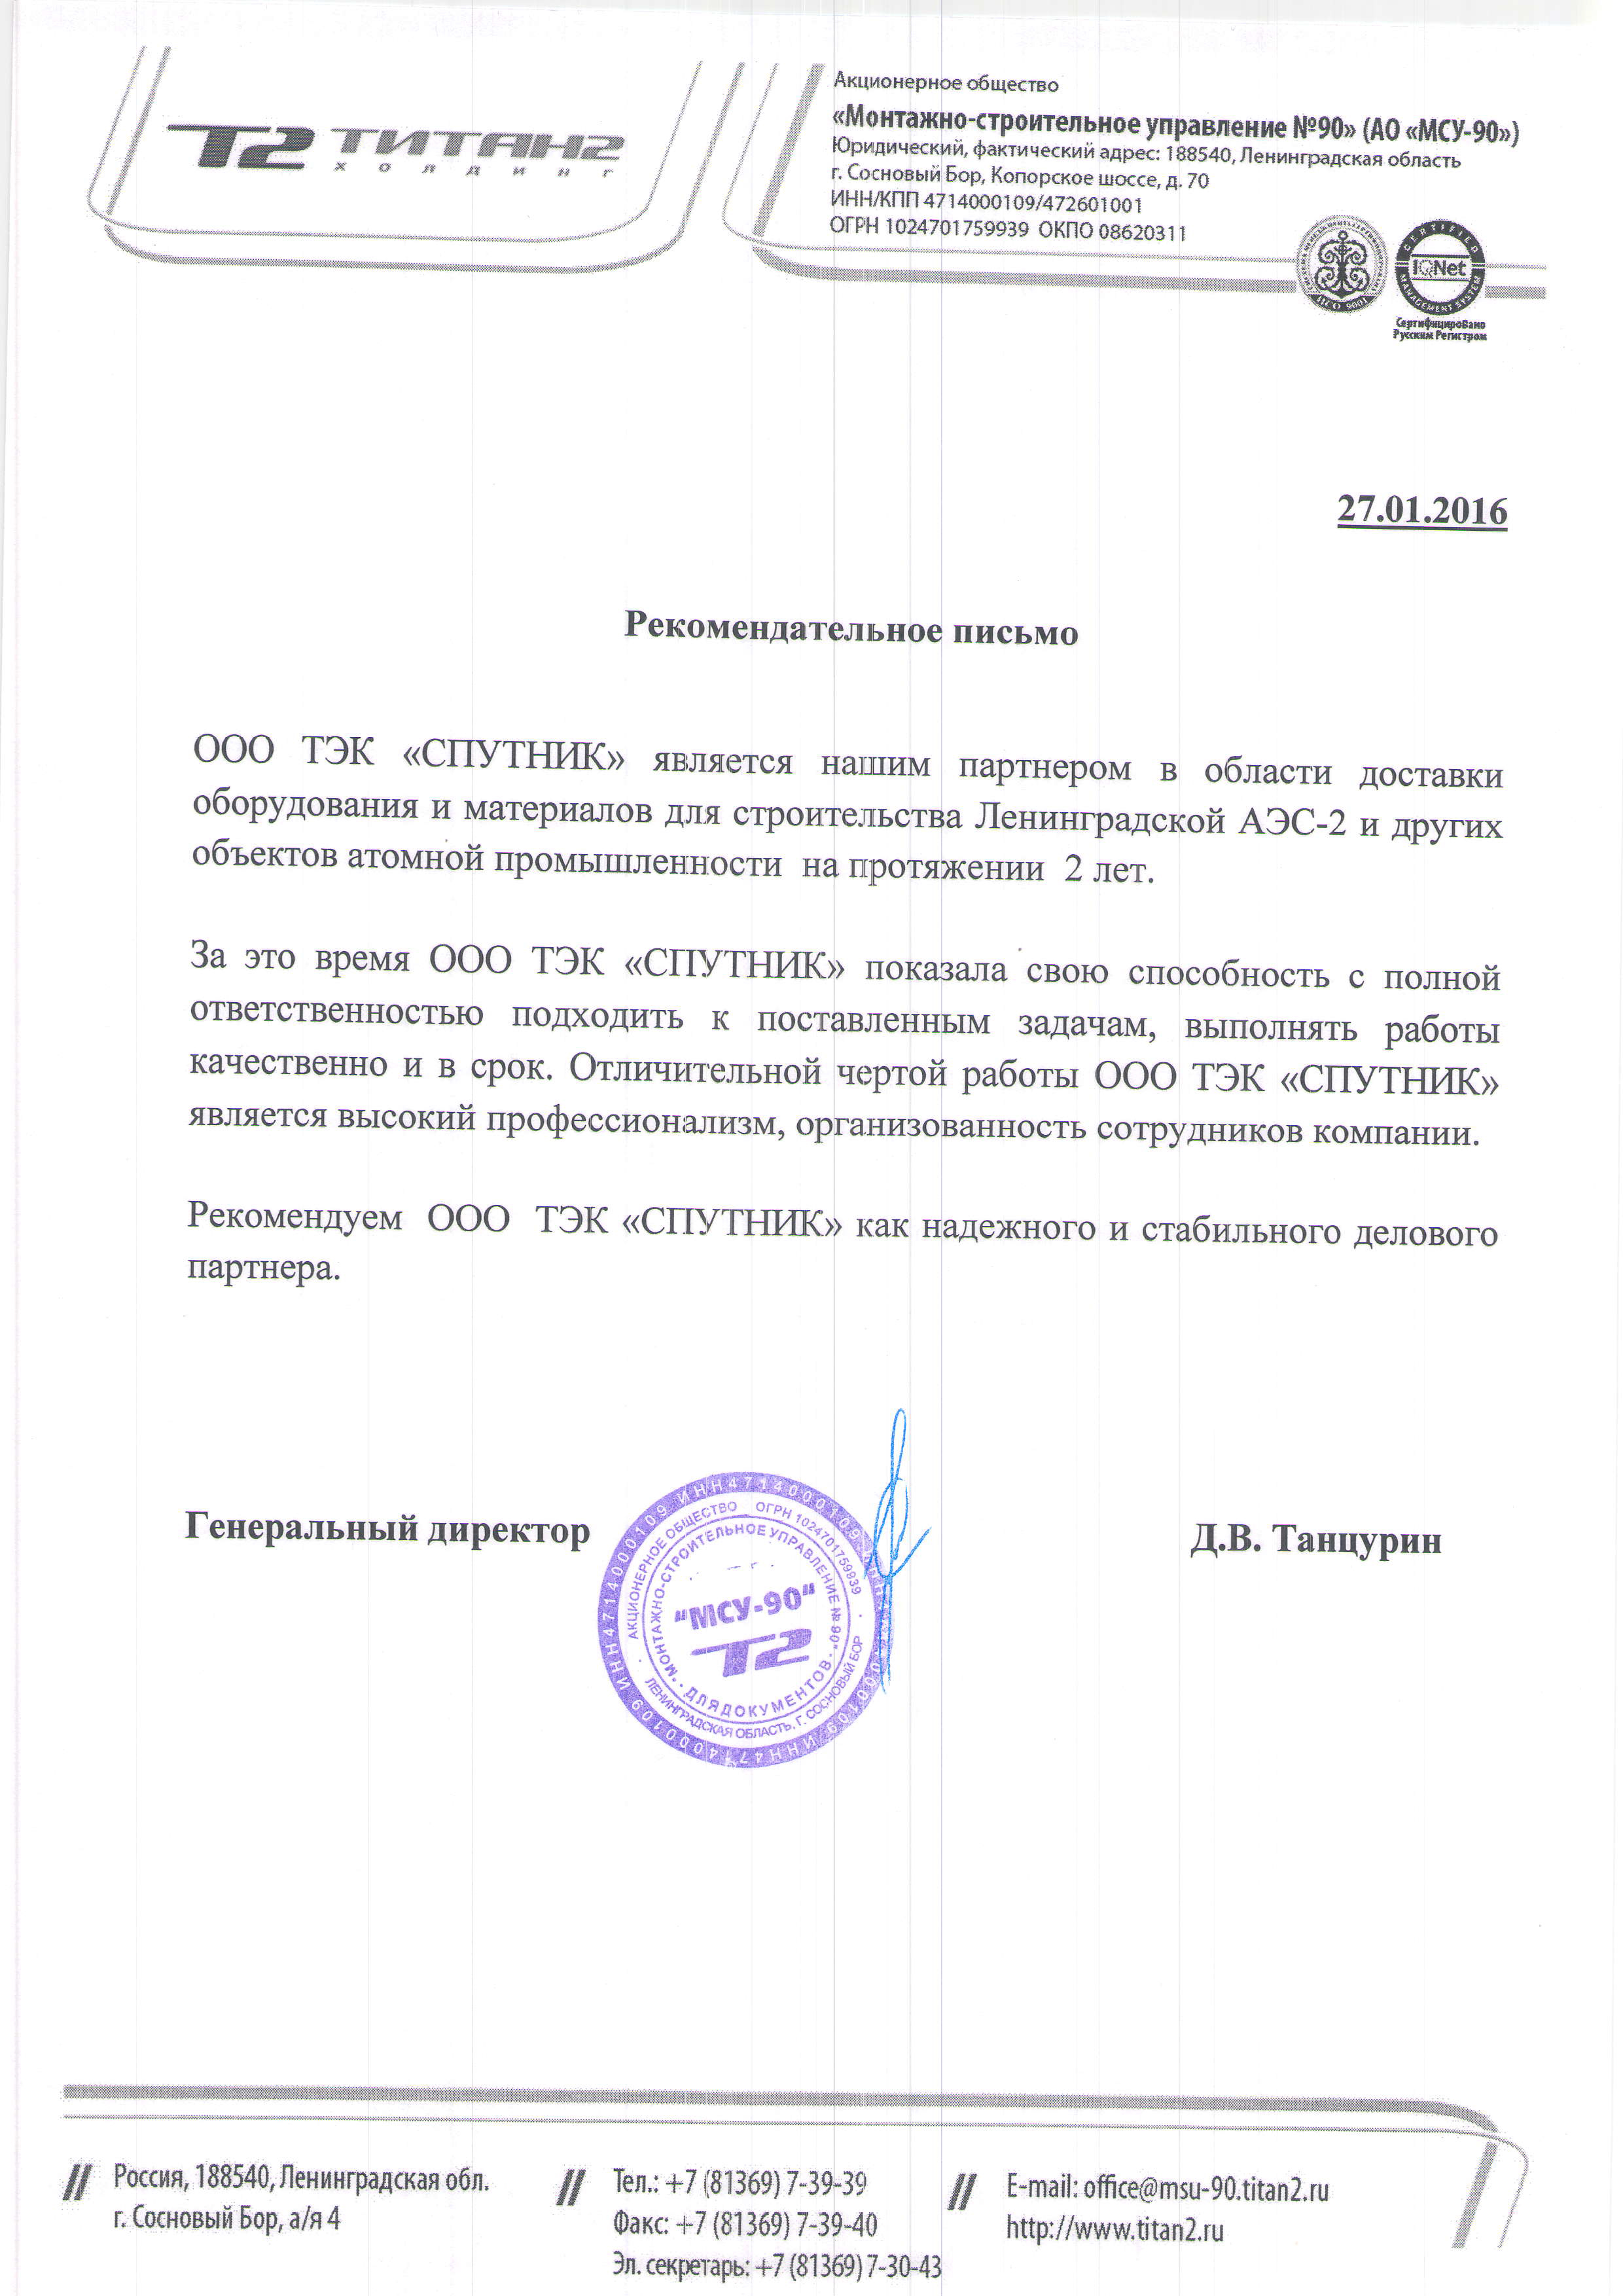 Т2 ТИТАН2
ХОЛДИНГ
Акционерное общество
«Монтажно-строительное управление №90» (АО «МСУ-90»)
Юридический, фактический адрес: 188540, Ленинградская область
г. Сосновый Бор, Копорское шоссе, д. 70
ИНН/КПП 4714000109/472601001
ОГРН 1024701759939 ОКПО 08620311
ИСО 9001
CERTIFIED
IQNet
MANAGEMENT SYSTEM
Сертифицировано
Русским Регистром
27.01.2016
Рекомендательное письмо
ООО ТЭК «СПУТНИК» является нашим партнером в области доставки
оборудования и материалов для строительства Ленинградской АЭС-2 и других
объектов атомной промышленности на протяжении 2 лет.
За это время ООО ТЭК «СПУТНИК» показала свою способность с полной
ответственностью подходить к поставленным задачам, выполнять работы
качественно и в срок. Отличительной чертой работы ООО ТЭК «СПУТНИК»
является высокий профессионализм, организованность сотрудников компании.
Рекомендуем ООО ТЭК «СПУТНИК» как надежного и стабильного делового
партнера.
Генеральный директор
Д.В. Танцурин
ИНН4714000109 ИНН4714000109 ИНН4714000109
АКЦИОНЕРНОЕ ОБЩЕСТВО ОГРН 1024701759939
ЛЕНИНГРАДСКАЯ ОБЛАСТЬ, Г. СОСНОВЫЙ БОР
"МОНТАЖНО-СТРОИТЕЛЬНОЕ УПРАВЛЕНИЕ № 90"
ДЛЯ ДОКУМЕНТОВ
"МСУ-90"
Т2
// Россия, 188540, Ленинградская обл.
г. Сосновый Бор, а/я 4
// Тел.: +7 (81369) 7-39-39
Факс: +7 (81369) 7-39-40
Эл. секретарь: +7 (81369) 7-30-43
// E-mail: office@msu-90.titan2.ru
http://www.titan2.ru